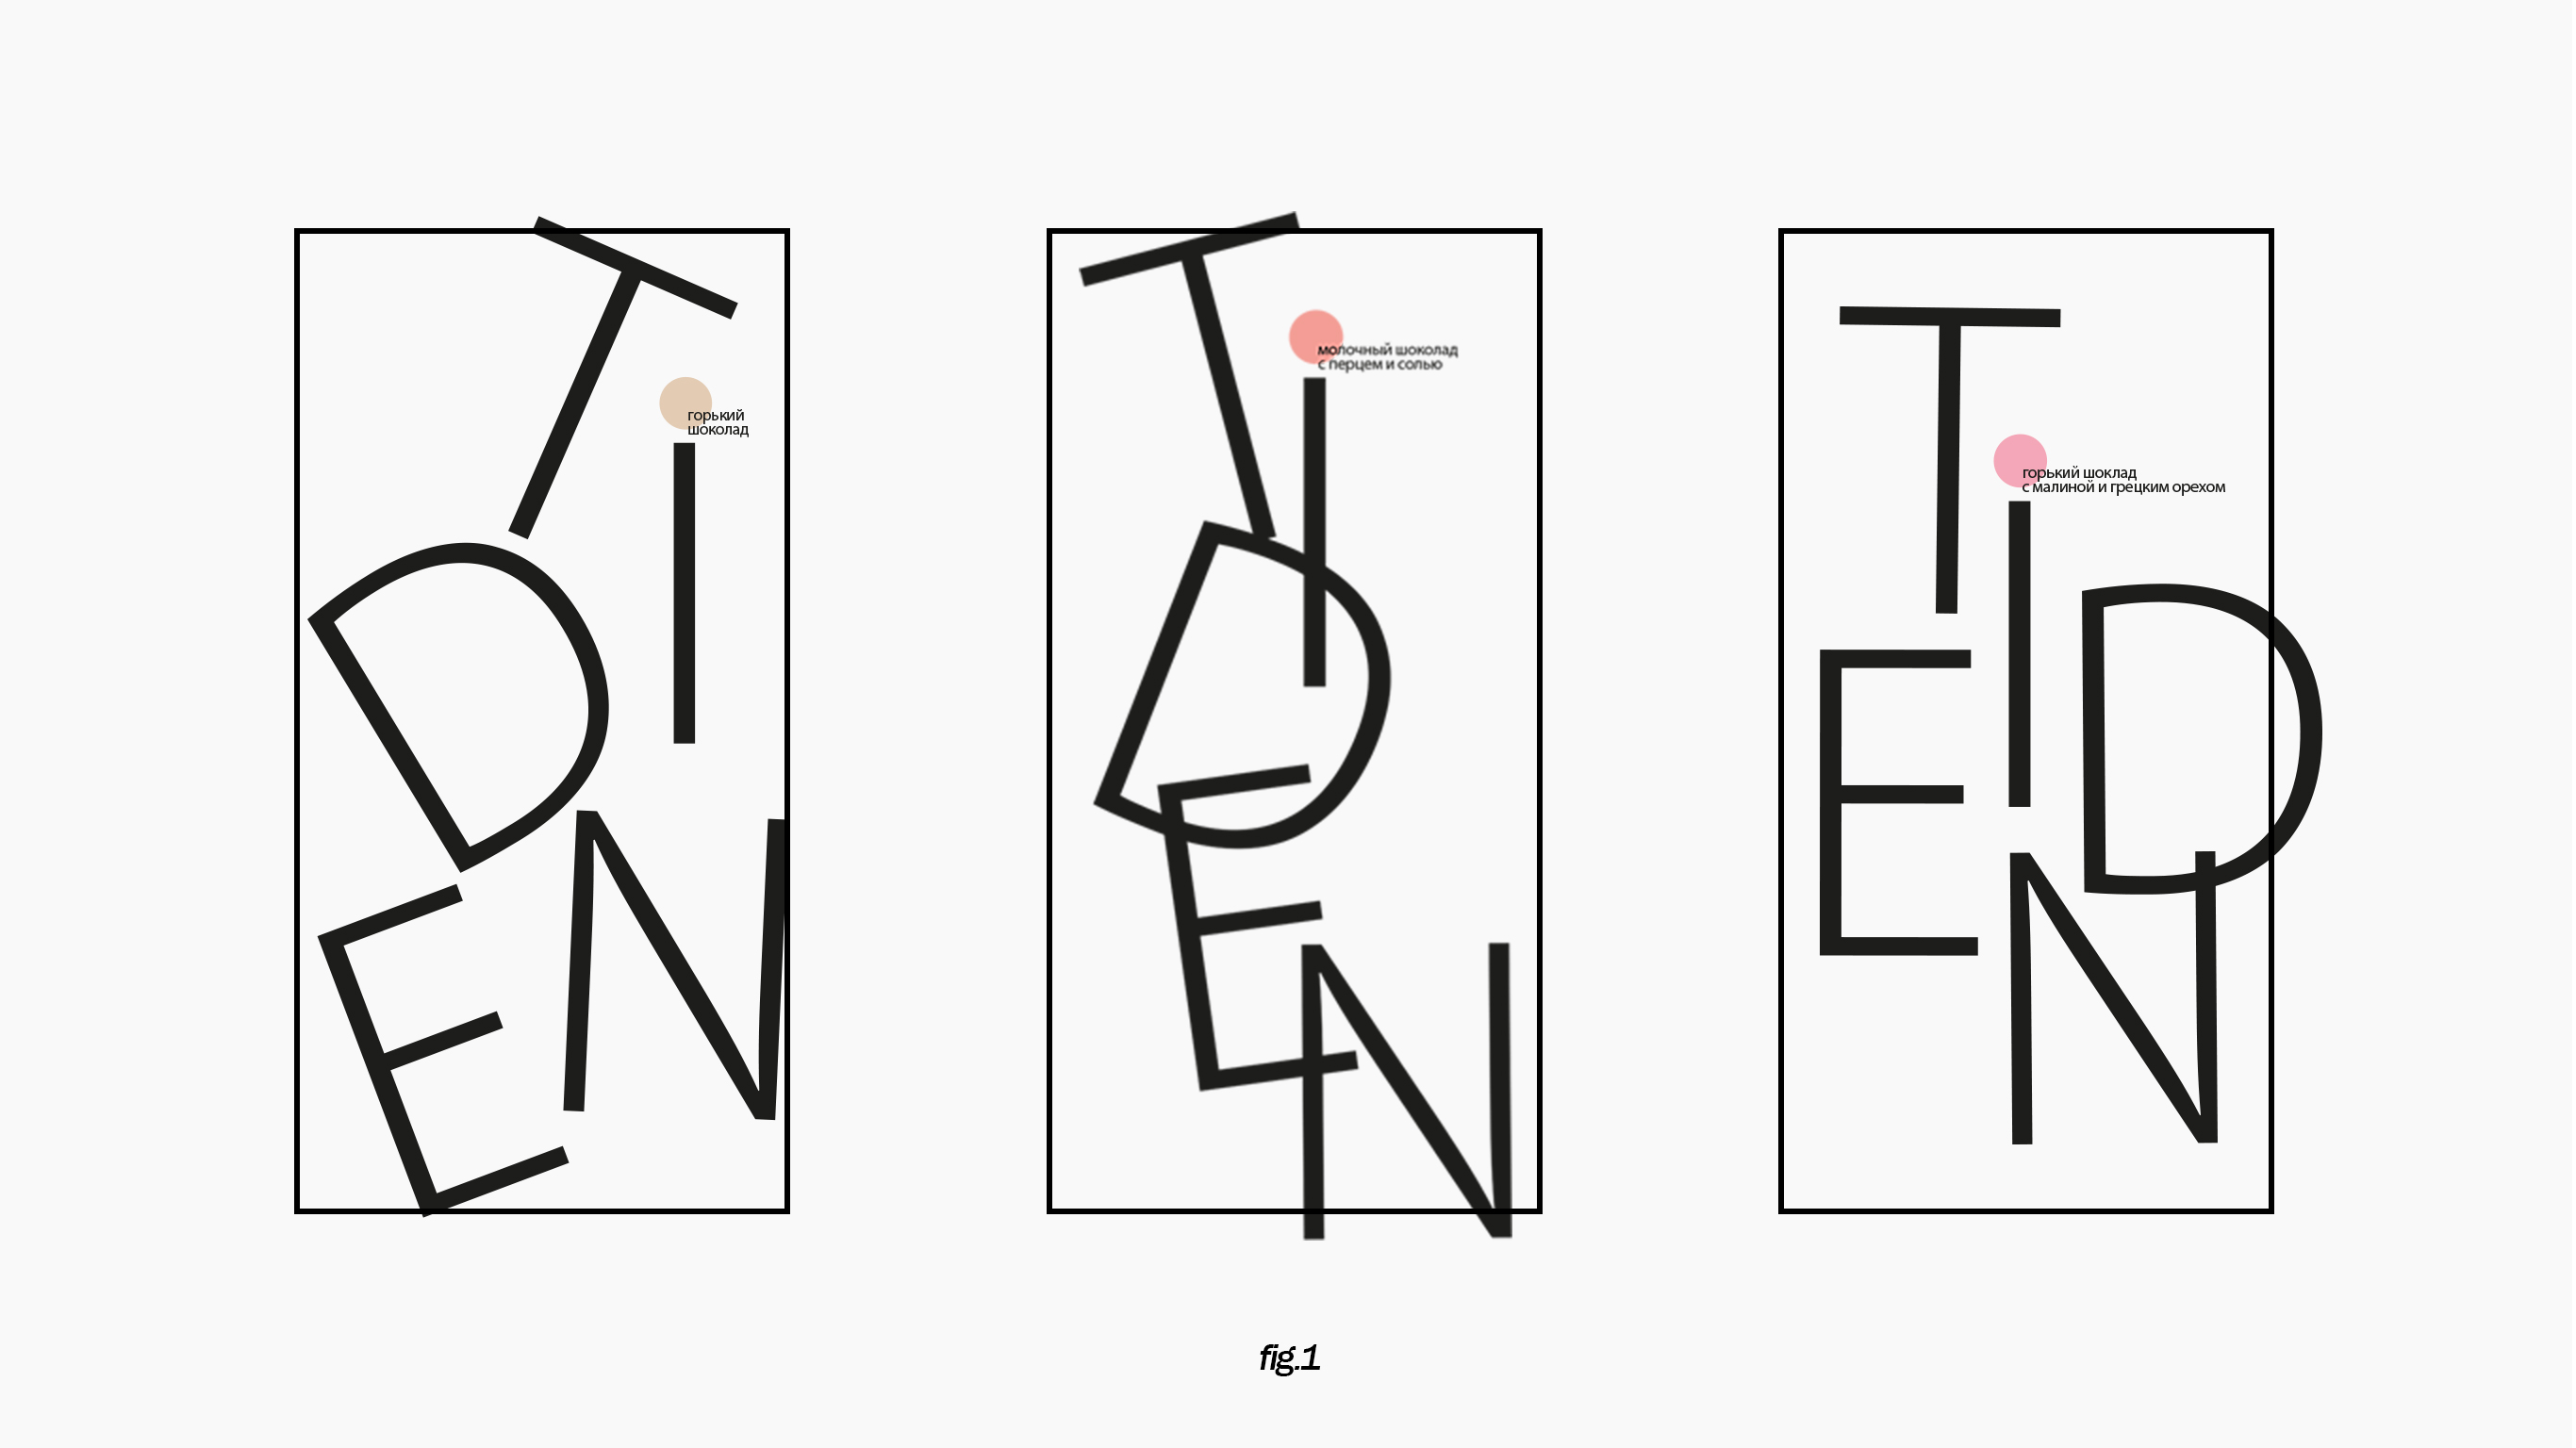 T
I
горький
шоколад
D
E
N
T
I
молочный шоколад
с перцем и солью
D
E
N
T
I
горький шоклад
с малиной и грецким орехом
D
E
N
fig.1